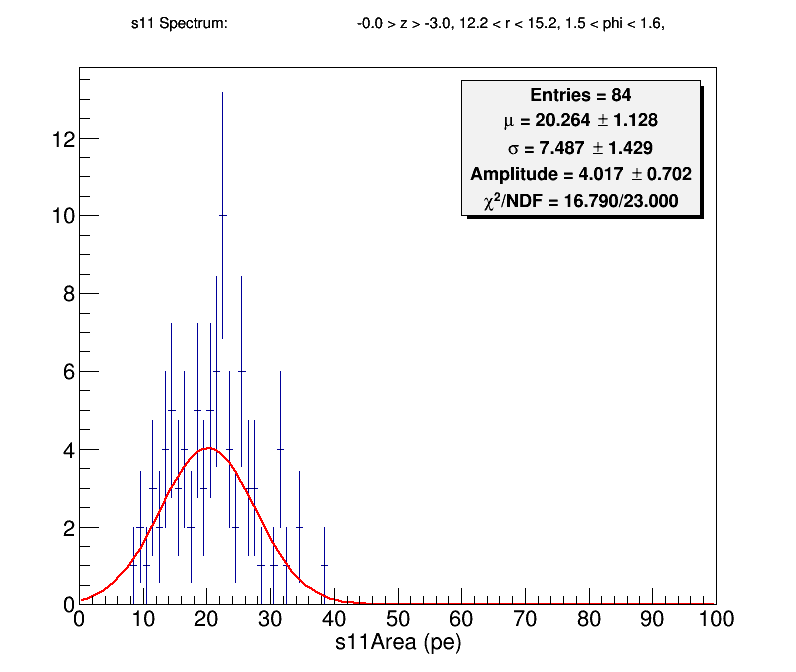 s11 Spectrum: -0.0 > z > -3.0, 12.2 < r < 15.2, 1.5 < phi < 1.6,
Entries = 84
μ = 20.264 ± 1.128
σ = 7.487 ± 1.429
Amplitude = 4.017 ± 0.702
χ²/NDF = 16.790/23.000
12
10
8
6
4
2
0
0 10 20 30 40 50 60 70 80 90 100
s11Area (pe)